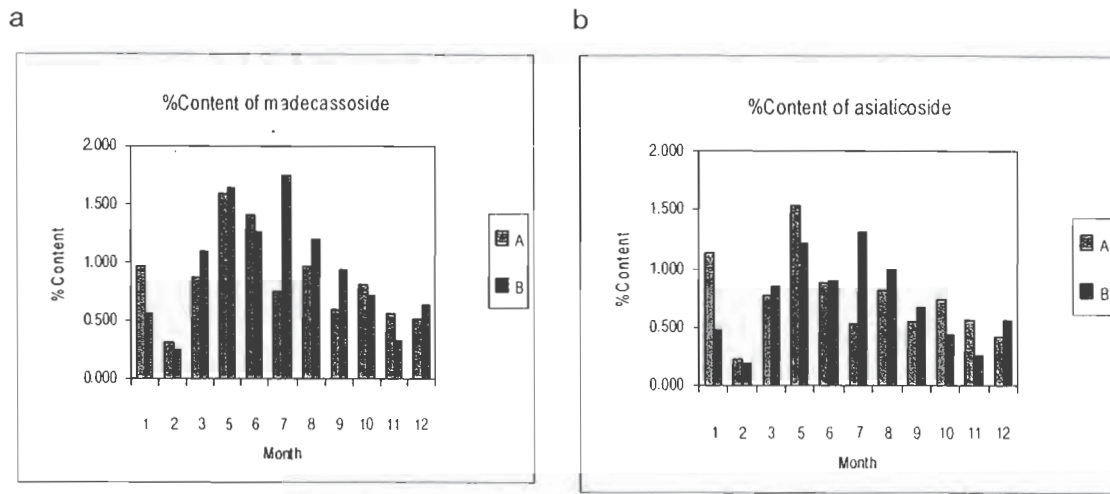 a
%Content of madecassoside
2.000
1.500
1.000
0.500
0.000
%Content
1 2 3 5 6 7 8 9 10 11 12
Month
A
B
b
%Content of asiaticoside
2.000
1.500
1.000
0.500
0.000
%Content
1 2 3 5 6 7 8 9 10 11 12
Month
A
B